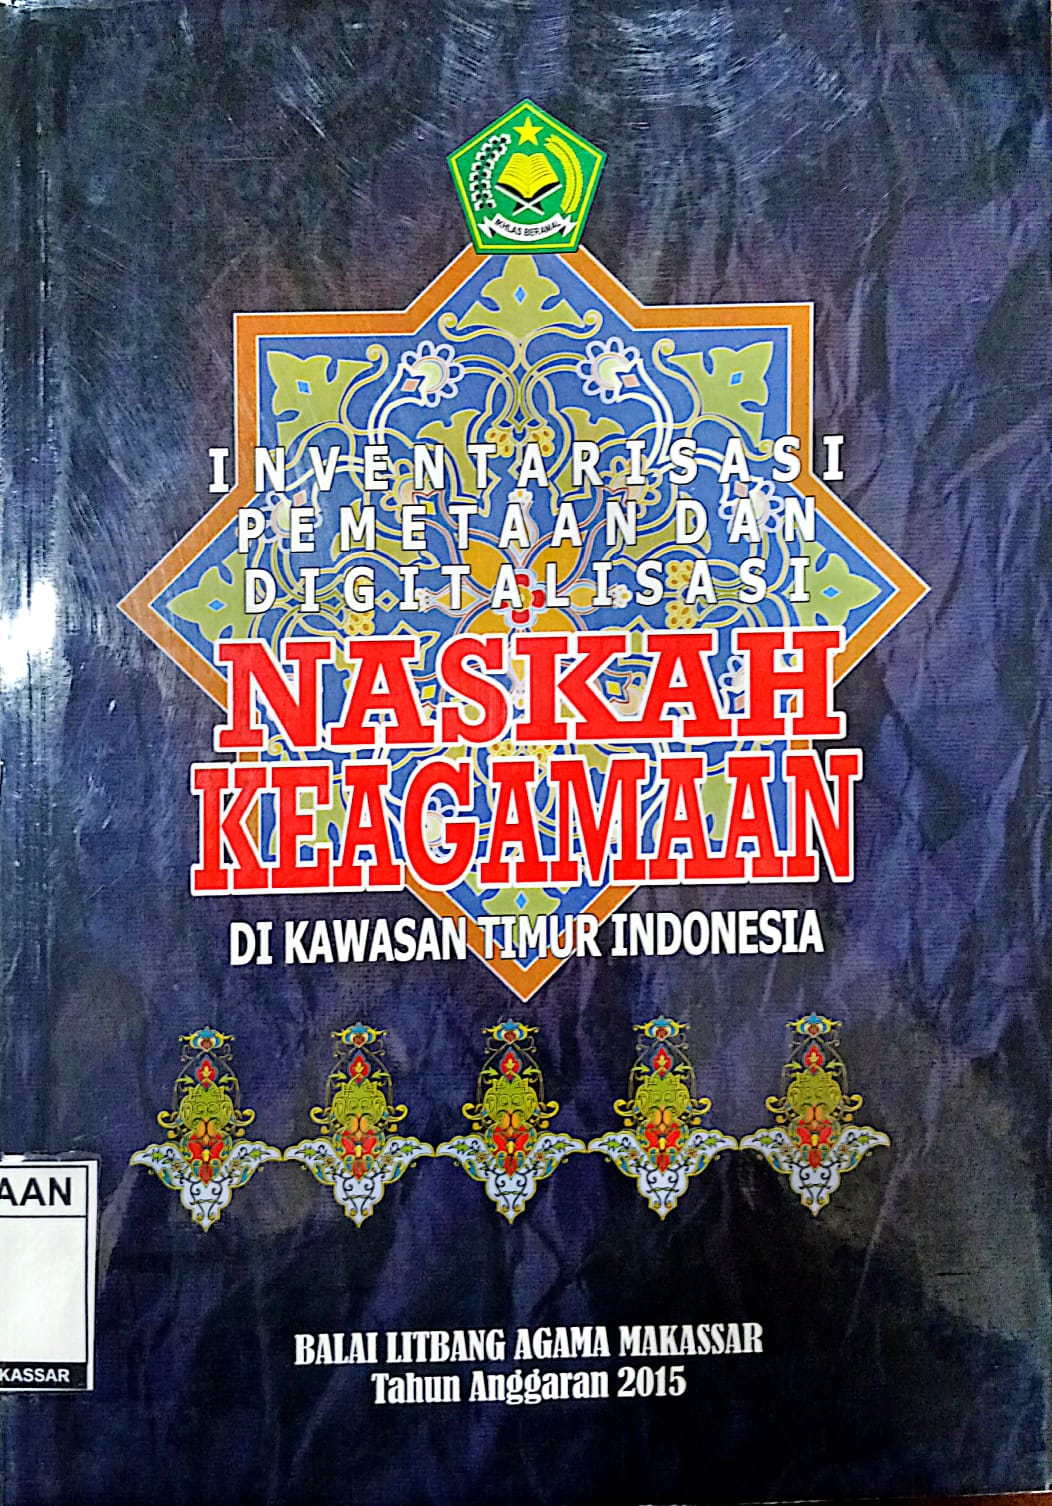 IKHLAS BERAMAL
INVENTARISASI
PEMETAAN DAN
DIGITALISASI
NASKAH
KEAGAMAAN
DI KAWASAN TIMUR INDONESIA
AAN
KASSAR
BALAI LITBANG AGAMA MAKASSAR
Tahun Anggaran 2015